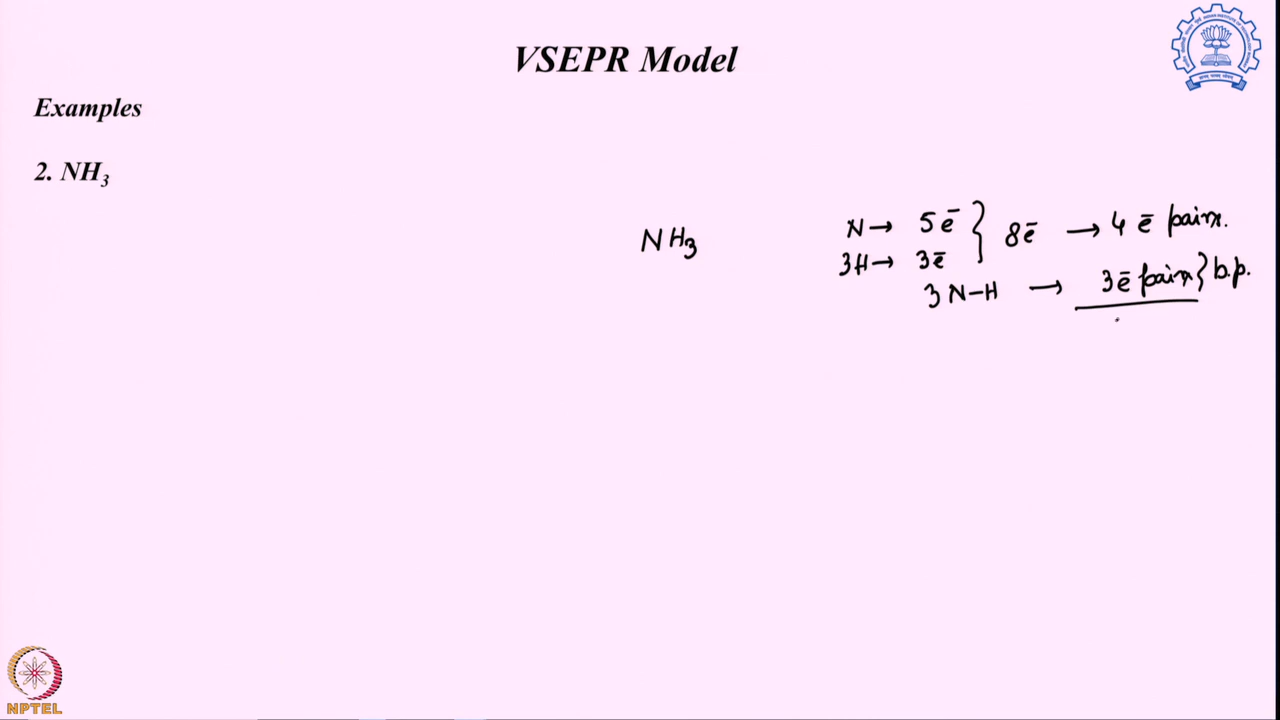 VSEPR Model
Examples
2. NH₃
NH₃
N → 5ē } 8ē → 4 ē pairs.
3H → 3ē
3 N–H → 3ē pairs } b.p.
NPTEL